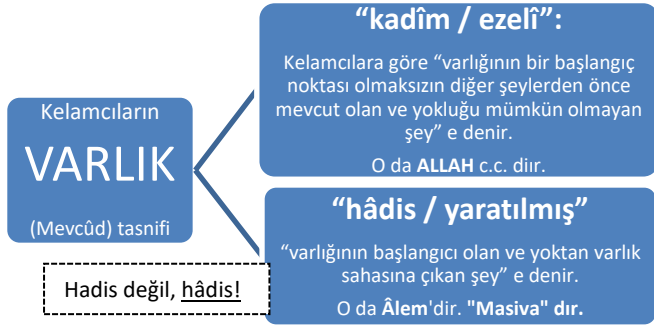 Kelamcıların
VARLIK
(Mevcûd) tasnifi
“kadîm / ezelî”:
Kelamcılara göre “varlığının bir başlangıç
noktası olmaksızın diğer şeylerden önce
mevcut olan ve yokluğu mümkün olmayan
şey” e denir.
O da ALLAH c.c. diır.
“hâdis / yaratılmış”
“varlığının başlangıcı olan ve yoktan varlık
sahasına çıkan şey” e denir.
O da Âlem'dir. "Masiva" dır.
Hadis değil, hâdis!